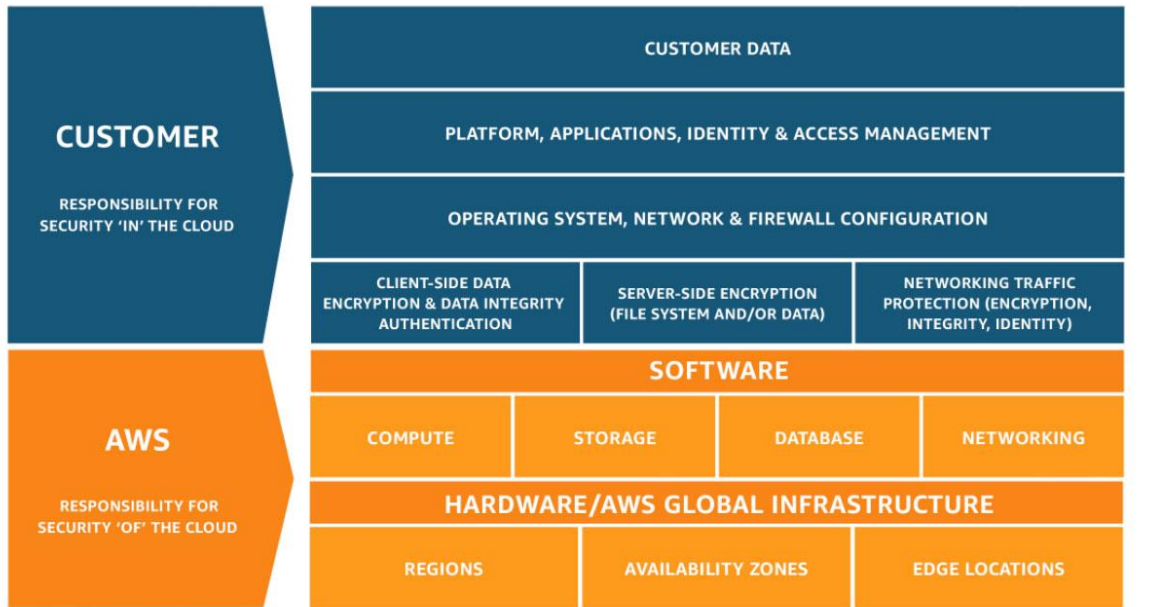 CUSTOMER
RESPONSIBILITY FOR
SECURITY ‘IN’ THE CLOUD
CUSTOMER DATA
PLATFORM, APPLICATIONS, IDENTITY & ACCESS MANAGEMENT
OPERATING SYSTEM, NETWORK & FIREWALL CONFIGURATION
CLIENT-SIDE DATA
ENCRYPTION & DATA INTEGRITY
AUTHENTICATION
SERVER-SIDE ENCRYPTION
(FILE SYSTEM AND/OR DATA)
NETWORKING TRAFFIC
PROTECTION (ENCRYPTION,
INTEGRITY, IDENTITY)
AWS
RESPONSIBILITY FOR
SECURITY ‘OF’ THE CLOUD
SOFTWARE
COMPUTE
STORAGE
DATABASE
NETWORKING
HARDWARE/AWS GLOBAL INFRASTRUCTURE
REGIONS
AVAILABILITY ZONES
EDGE LOCATIONS